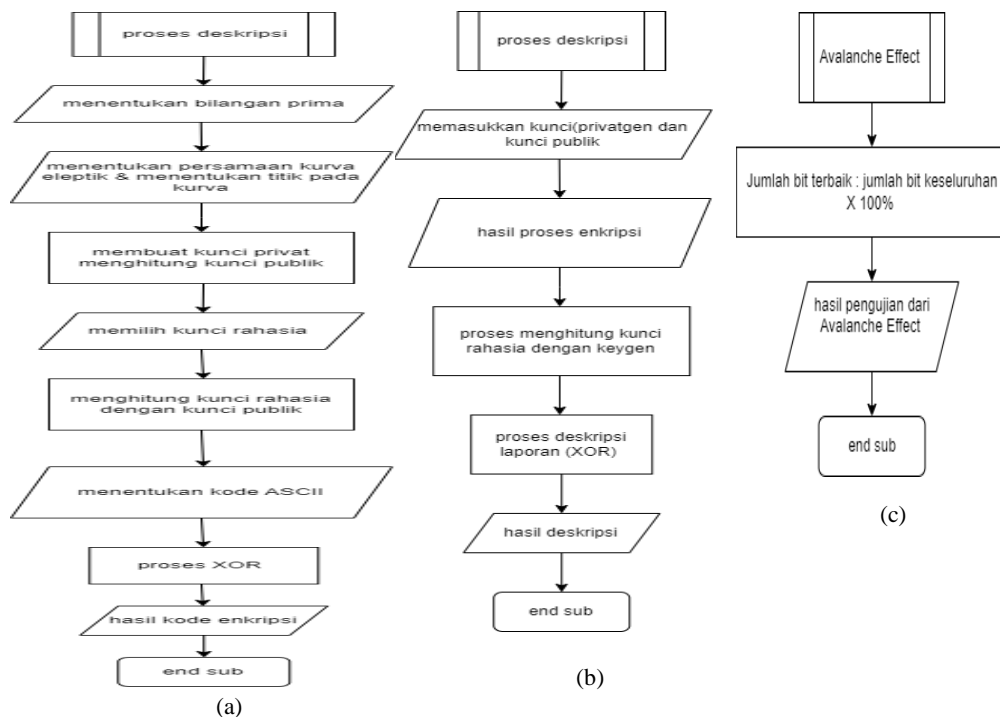 proses deskripsi
menentukan bilangan prima
menentukan persamaan kurva
eleptik & menentukan titik pada
kurva
membuat kunci privat
menghitung kunci publik
memilih kunci rahasia
menghitung kunci rahasia
dengan kunci publik
menentukan kode ASCII
proses XOR
hasil kode enkripsi
end sub
(a)
proses deskripsi
memasukkan kunci(privatgen dan
kunci publik
hasil proses enkripsi
proses menghitung kunci
rahasia dengan keygen
proses deskripsi
laporan (XOR)
hasil deskripsi
end sub
(b)
Avalanche Effect
Jumlah bit terbaik : jumlah bit keseluruhan
X 100%
hasil pengujian dari
Avalanche Effect
end sub
(c)